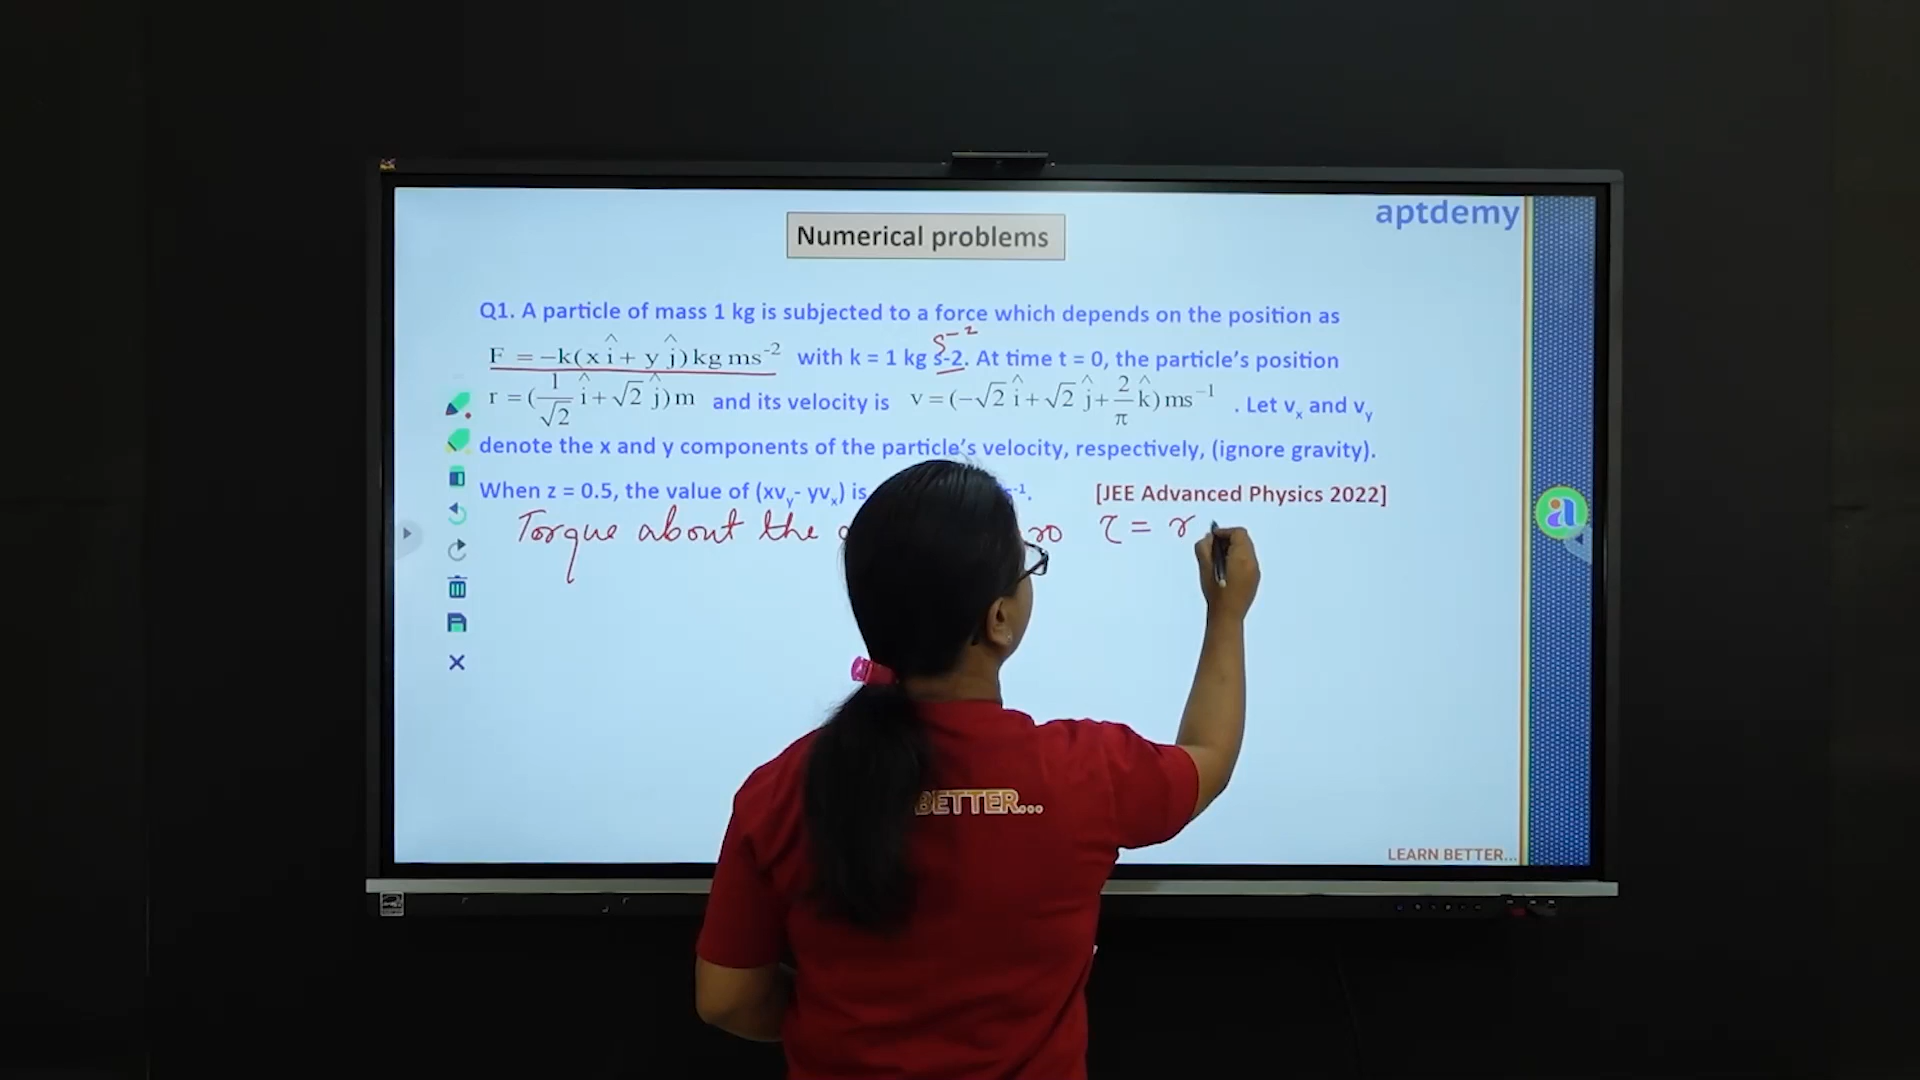 aptdemy
Numerical problems
Q1. A particle of mass 1 kg is subjected to a force which depends on the position as
s⁻²
F = −k(x î + y ĵ) kg ms⁻² with k = 1 kg s-2. At time t = 0, the particle's position
r = (1/√2 î + √2 ĵ) m and its velocity is v = (−√2 î + √2 ĵ + 2/π k̂) ms⁻¹ . Let vₓ and v_y
denote the x and y components of the particle's velocity, respectively, (ignore gravity).
When z = 0.5, the value of (xv_y- yvₓ) is ⁻¹. [JEE Advanced Physics 2022]
Torque about the τ = r
a
BETTER...
LEARN BETTER...